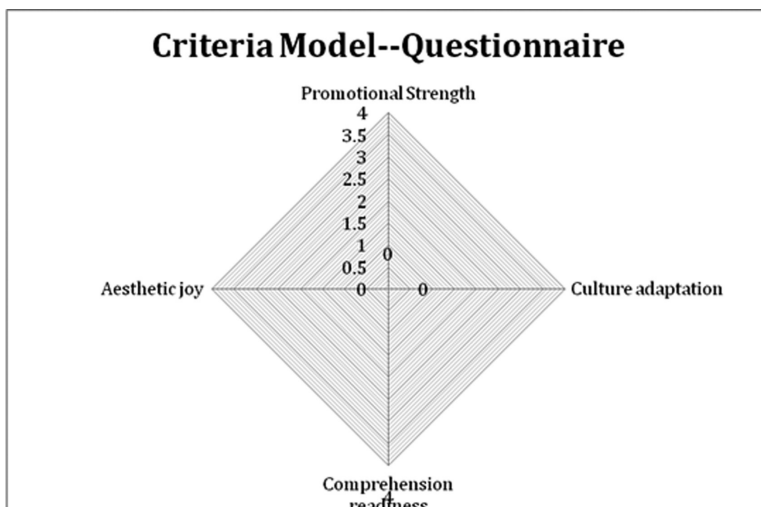 Criteria Model--Questionnaire
Promotional Strength
4
3.5
3
2.5
2
1.5
1
0
0.5
Aesthetic joy
0
0
Culture adaptation
Comprehension
4
readiness